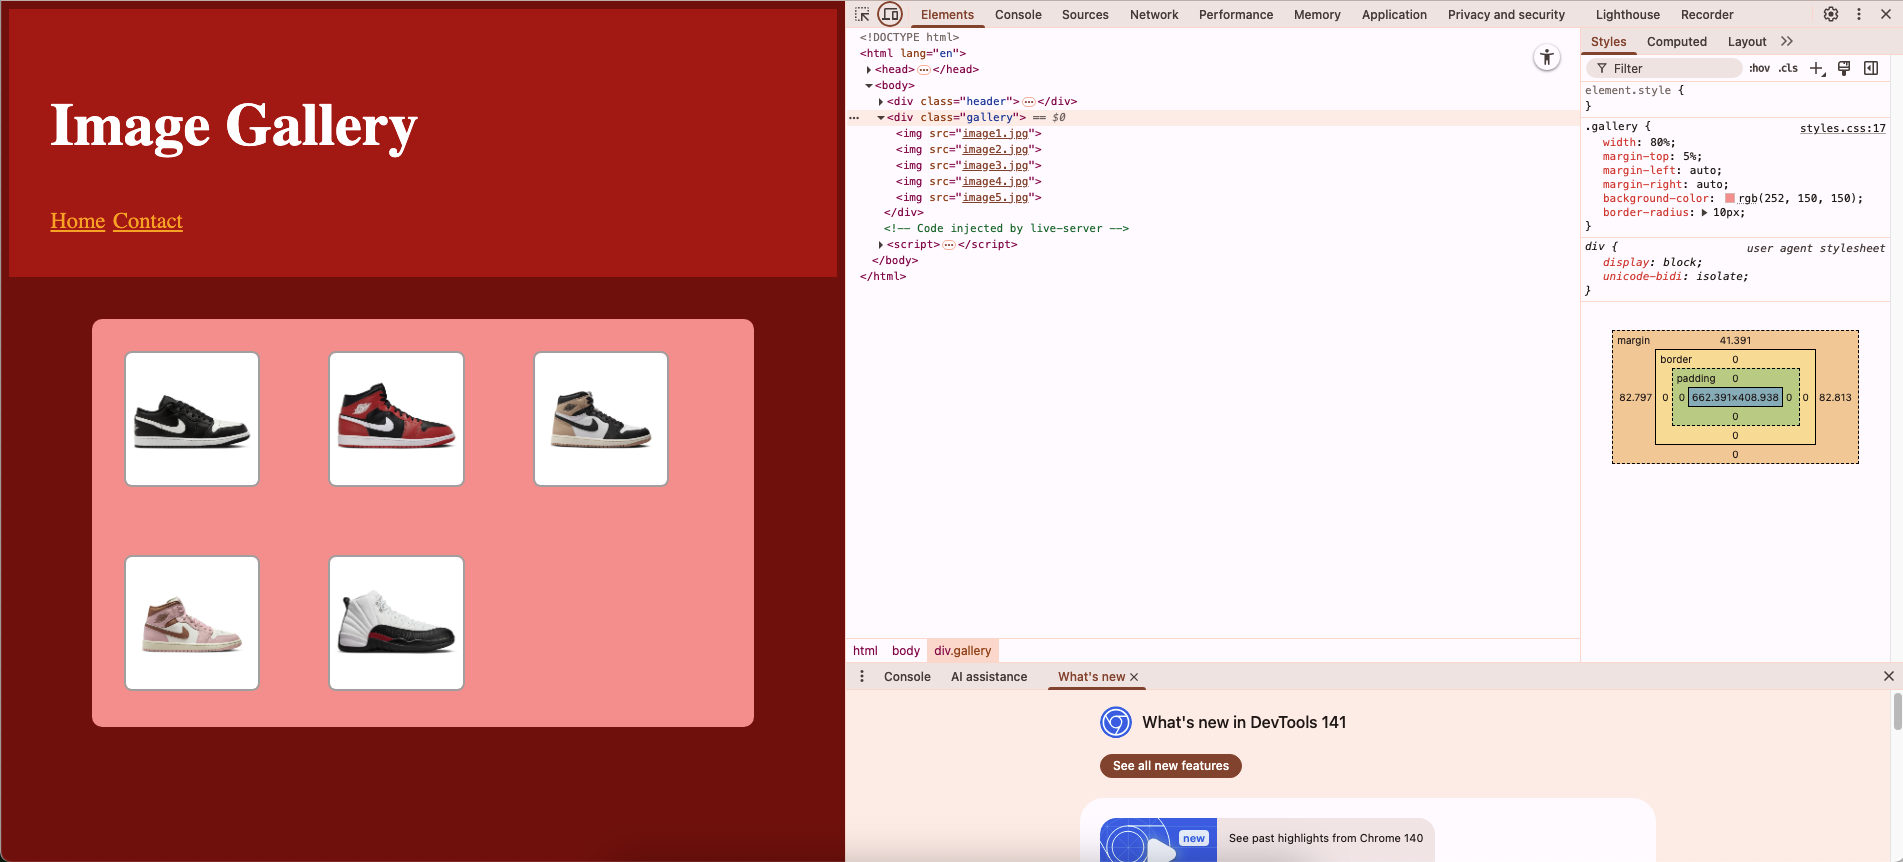 Image Gallery
Home Contact
Elements Console Sources Network Performance Memory Application Privacy and security Lighthouse Recorder
<!DOCTYPE html>
<html lang="en">
<head> ⋯ </head>
<body>
<div class="header"> ⋯ </div>
⋯ <div class="gallery"> == $0
<img src="image1.jpg">
<img src="image2.jpg">
<img src="image3.jpg">
<img src="image4.jpg">
<img src="image5.jpg">
</div>
<!-- Code injected by live-server -->
<script> ⋯ </script>
</body>
</html>
html body div.gallery
Styles Computed Layout >>
Filter :hov .cls
element.style {
}
.gallery { styles.css:17
width: 80%;
margin-top: 5%;
margin-left: auto;
margin-right: auto;
background-color: rgb(252, 150, 150);
border-radius: 10px;
}
div { user agent stylesheet
display: block;
unicode-bidi: isolate;
}
margin 41.391
border 0
padding 0
82.797 0 0 662.391×408.938 0 0 82.813
0
0
0
Console AI assistance What's new
What's new in DevTools 141
See all new features
new See past highlights from Chrome 140